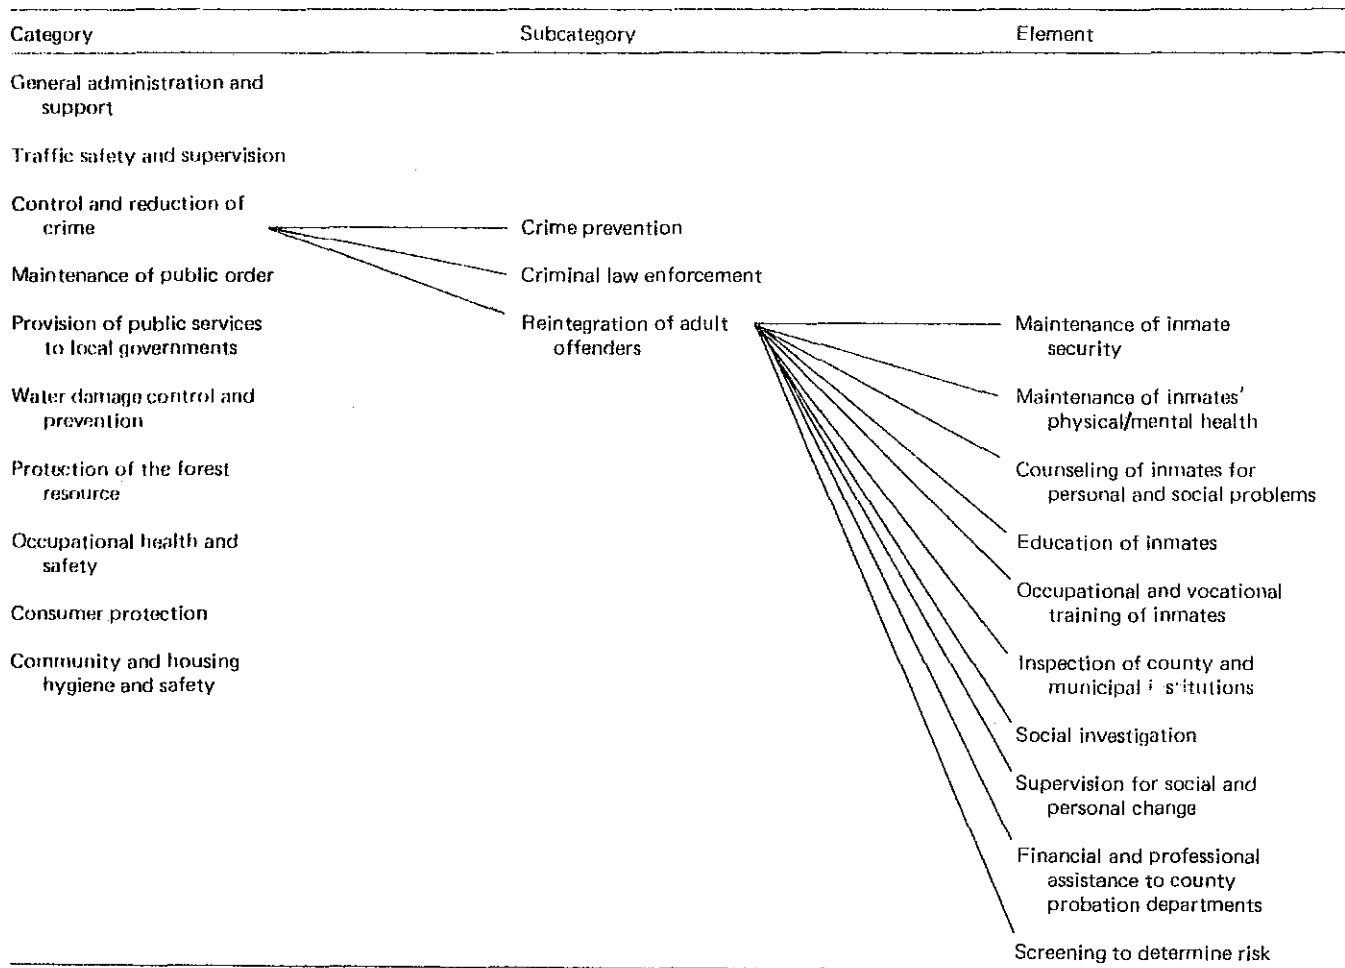 Category Subcategory Element
General administration and
support
Traffic safety and supervision
Control and reduction of
crime
Maintenance of public order
Provision of public services
to local governments
Water damage control and
prevention
Protection of the forest
resource
Occupational health and
safety
Consumer protection
Community and housing
hygiene and safety
Crime prevention
Criminal law enforcement
Reintegration of adult
offenders
Maintenance of inmate
security
Maintenance of inmates'
physical/mental health
Counseling of inmates for
personal and social problems
Education of inmates
Occupational and vocational
training of inmates
Inspection of county and
municipal
Social investigation
Supervision for social and
personal change
Financial and professional
assistance to county
probation departments
Screening to determine risk